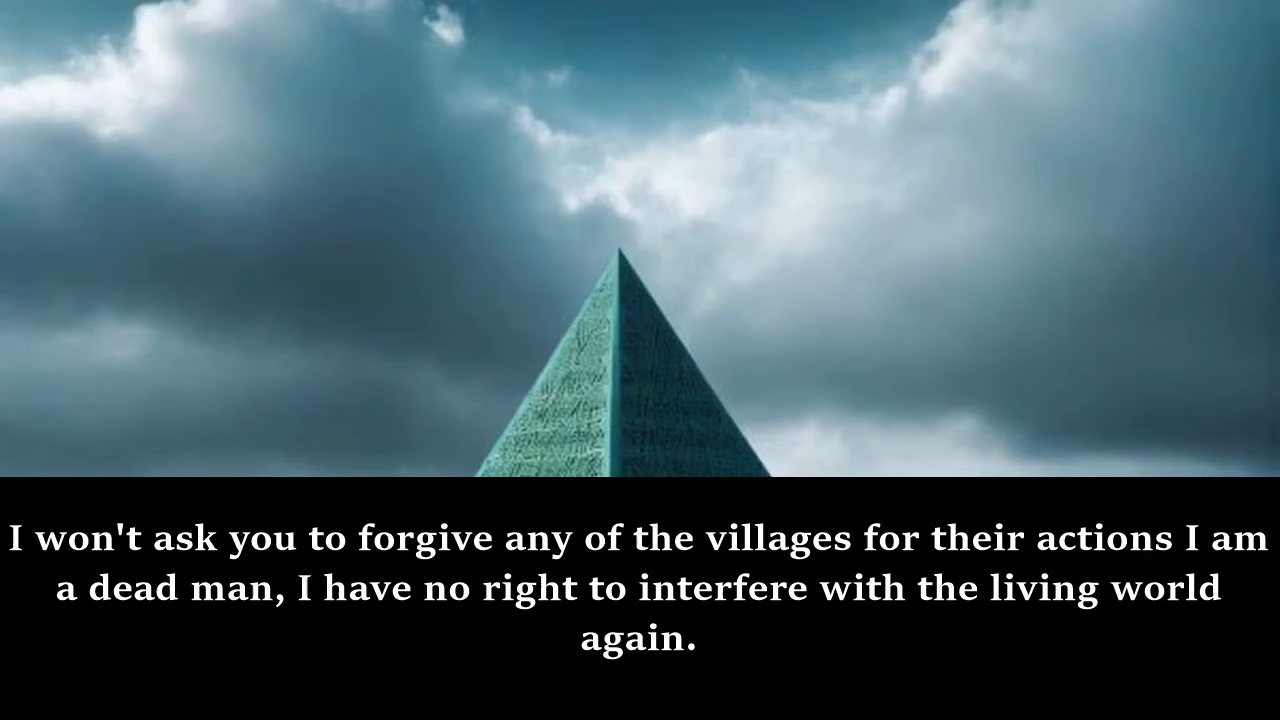 I won't ask you to forgive any of the villages for their actions I am
a dead man, I have no right to interfere with the living world
again.